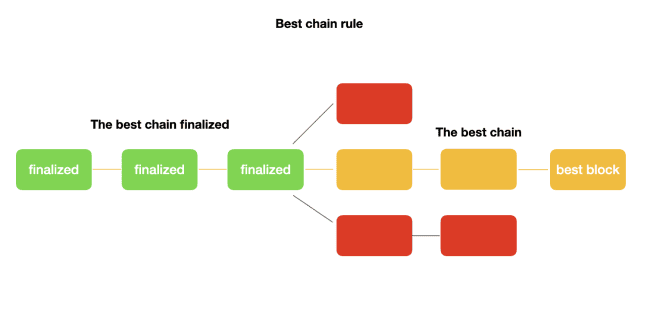 Best chain rule
The best chain finalized
The best chain
finalized
finalized
finalized
best block